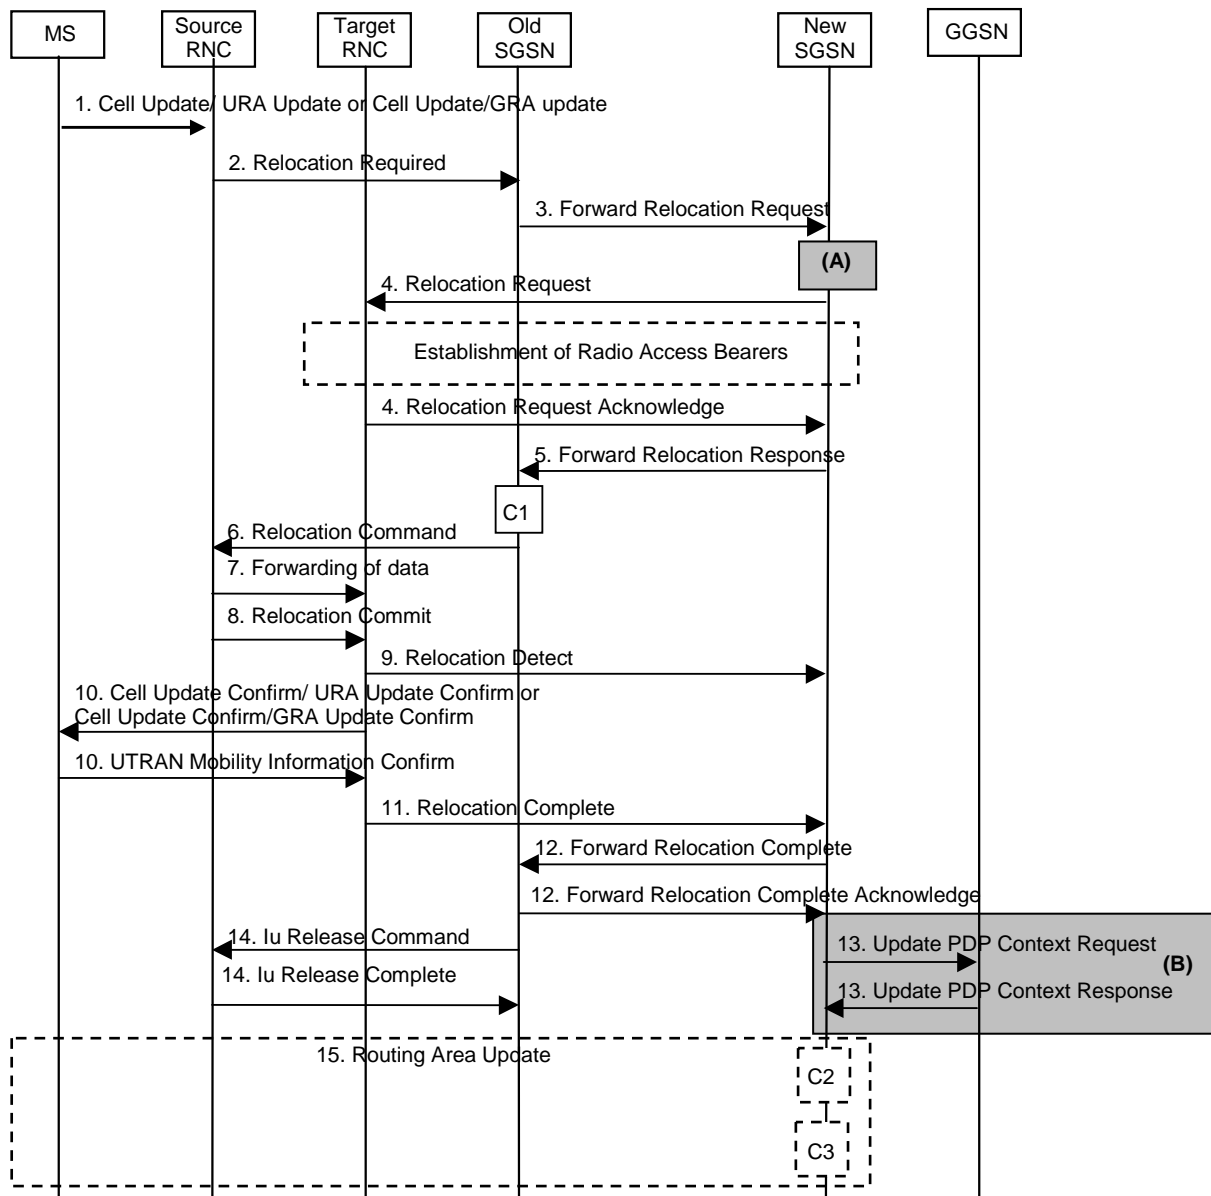 MS
Source
RNC
Target
RNC
Old
SGSN
New
SGSN
GGSN
1. Cell Update/ URA Update or Cell Update/GRA update
2. Relocation Required
3. Forward Relocation Request
(A)
4. Relocation Request
Establishment of Radio Access Bearers
4. Relocation Request Acknowledge
5. Forward Relocation Response
C1
6. Relocation Command
7. Forwarding of data
8. Relocation Commit
9. Relocation Detect
10. Cell Update Confirm/ URA Update Confirm or
Cell Update Confirm/GRA Update Confirm
10. UTRAN Mobility Information Confirm
11. Relocation Complete
12. Forward Relocation Complete
12. Forward Relocation Complete Acknowledge
14. Iu Release Command
13. Update PDP Context Request
(B)
14. Iu Release Complete
13. Update PDP Context Response
15. Routing Area Update
C2
C3